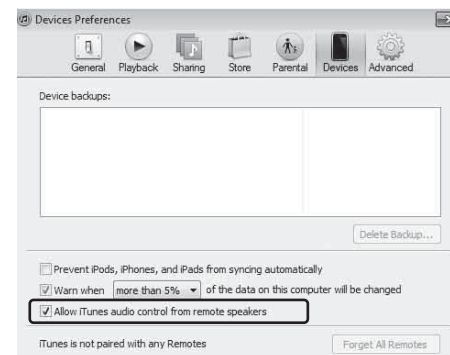 Devices Preferences
General Playback Sharing Store Parental Devices Advanced
Device backups:
Delete Backup...
Prevent iPods, iPhones, and iPads from syncing automatically
Warn when more than 5% of the data on this computer will be changed
Allow iTunes audio control from remote speakers
iTunes is not paired with any Remotes Forget All Remotes